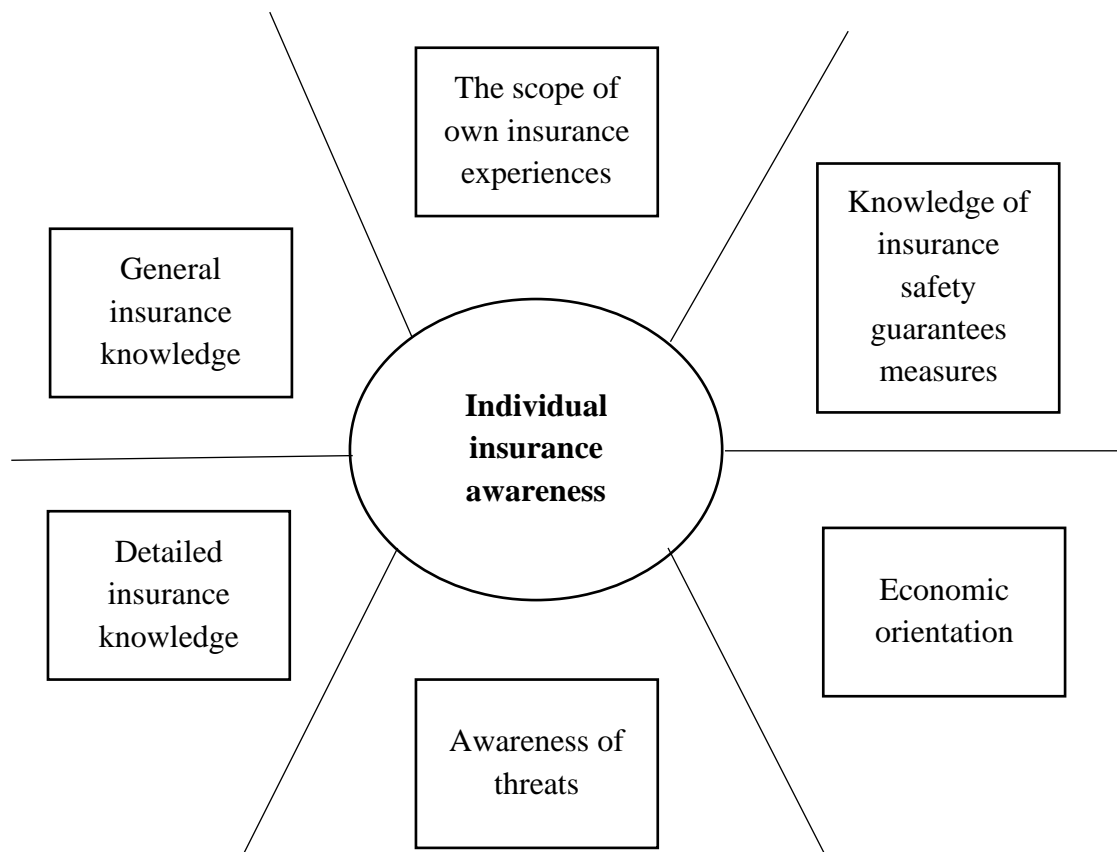 The scope of
own insurance
experiences
Knowledge of
insurance
safety
guarantees
measures
General
insurance
knowledge
Individual
insurance
awareness
Detailed
insurance
knowledge
Economic
orientation
Awareness of
threats